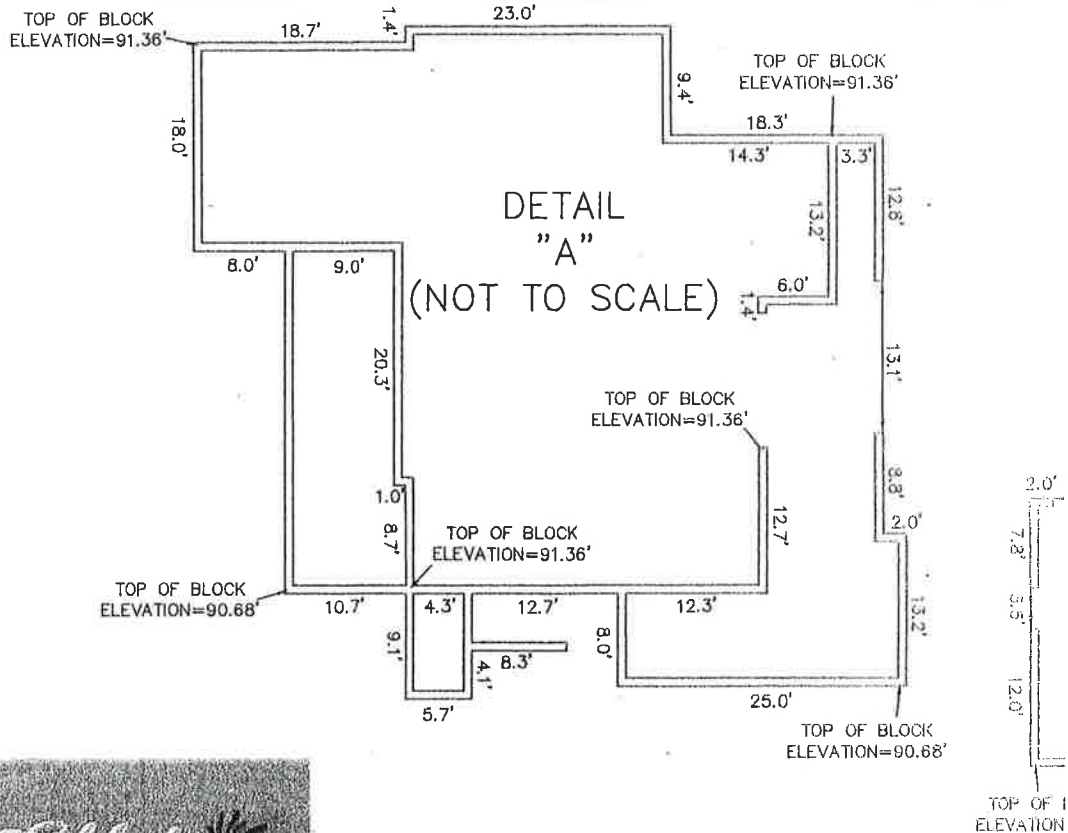 TOP OF BLOCK
ELEVATION=91.36'
18.7'
1.4'
23.0'
TOP OF BLOCK
ELEVATION=91.36'
9.4'
18.3'
14.3'
3.3'
18.0'
12.8'
13.2'
DETAIL
"A"
(NOT TO SCALE)
8.0'
9.0'
6.0'
1.4'
20.3'
13.1'
TOP OF BLOCK
ELEVATION=91.36'
1.0'
8.7'
TOP OF BLOCK
ELEVATION=91.36'
12.7'
8.8'
2.0'
2.0'
TOP OF BLOCK
ELEVATION=90.68'
10.7'
4.3'
12.7'
12.3'
13.2'
9.1'
8.3'
4.1'
8.0'
5.7'
25.0'
TOP OF BLOCK
ELEVATION=90.68'
7.8'
5.5'
12.0'
TOP OF
ELEVATION